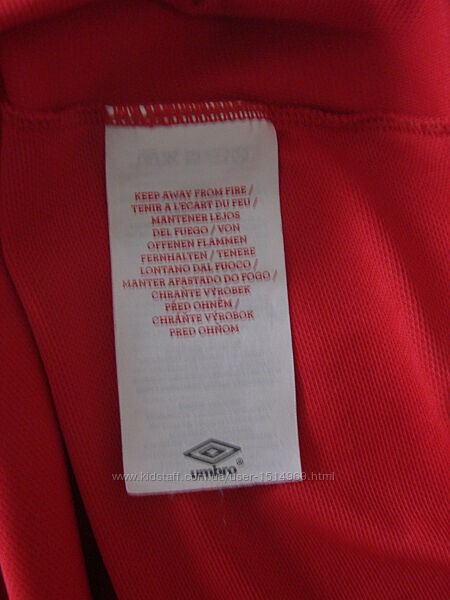 KEEP AWAY FROM FIRE /
TENIR À L'ECART DU FEU /
MANTENER LEJOS
DEL FUEGO / VON
OFFENEN FLAMMEN
FERNHALTEN / TENERE
LONTANO DAL FUOCO /
MANTER AFASTADO DO FOGO /
CHRAŇTE VÝROBEK
PŘED OHNĚM /
CHRÁŇTE VÝROBOK
PRED OHŇOM
umbro®
www.kidstaff.com.ua/user-1514969.html